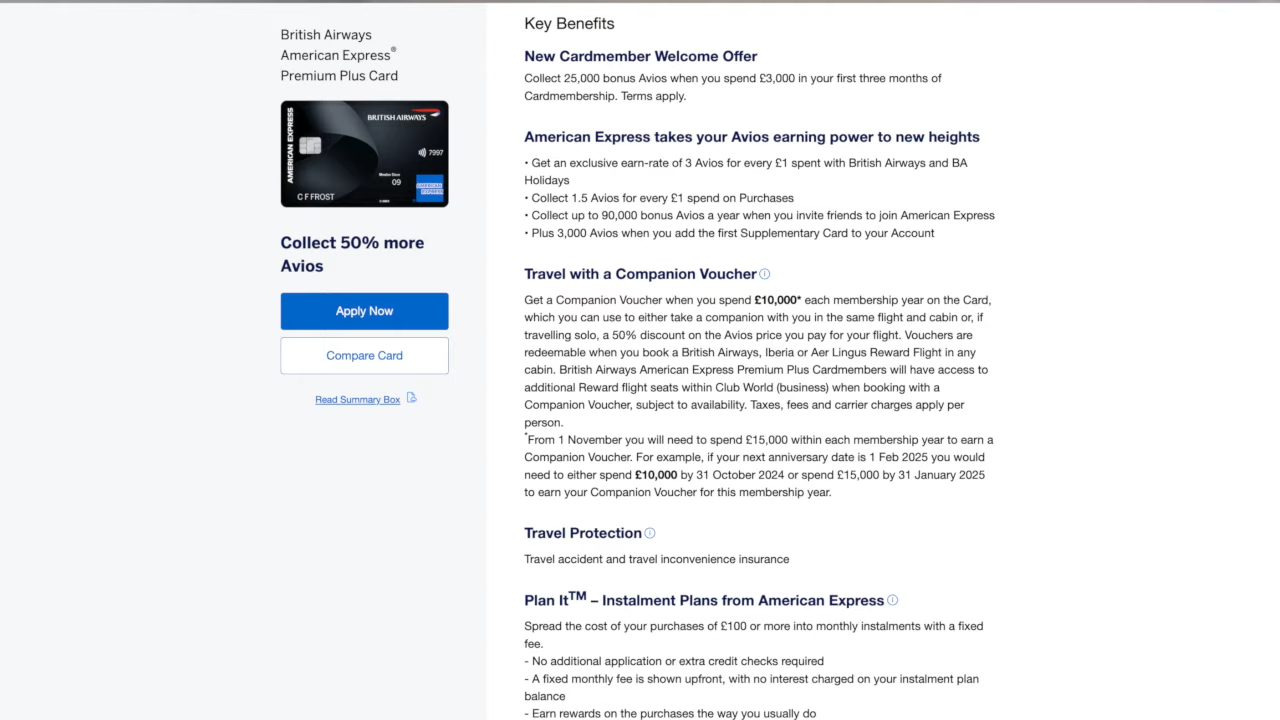 British Airways
American Express®
Premium Plus Card
AMERICAN EXPRESS
BRITISH AIRWAYS
7997
Member Since
09
AMERICAN
EXPRESS
C F FROST
Collect 50% more
Avios
Apply Now
Compare Card
Read Summary Box
Key Benefits
New Cardmember Welcome Offer
Collect 25,000 bonus Avios when you spend £3,000 in your first three months of
Cardmembership. Terms apply.
American Express takes your Avios earning power to new heights
• Get an exclusive earn-rate of 3 Avios for every £1 spent with British Airways and BA
Holidays
• Collect 1.5 Avios for every £1 spend on Purchases
• Collect up to 90,000 bonus Avios a year when you invite friends to join American Express
• Plus 3,000 Avios when you add the first Supplementary Card to your Account
Travel with a Companion Voucher
Get a Companion Voucher when you spend £10,000* each membership year on the Card,
which you can use to either take a companion with you in the same flight and cabin or, if
travelling solo, a 50% discount on the Avios price you pay for your flight. Vouchers are
redeemable when you book a British Airways, Iberia or Aer Lingus Reward Flight in any
cabin. British Airways American Express Premium Plus Cardmembers will have access to
additional Reward flight seats within Club World (business) when booking with a
Companion Voucher, subject to availability. Taxes, fees and carrier charges apply per
person.
*From 1 November you will need to spend £15,000 within each membership year to earn a
Companion Voucher. For example, if your next anniversary date is 1 Feb 2025 you would
need to either spend £10,000 by 31 October 2024 or spend £15,000 by 31 January 2025
to earn your Companion Voucher for this membership year.
Travel Protection
Travel accident and travel inconvenience insurance
Plan It™ – Instalment Plans from American Express
Spread the cost of your purchases of £100 or more into monthly instalments with a fixed
fee.
- No additional application or extra credit checks required
- A fixed monthly fee is shown upfront, with no interest charged on your instalment plan
balance
- Earn rewards on the purchases the way you usually do